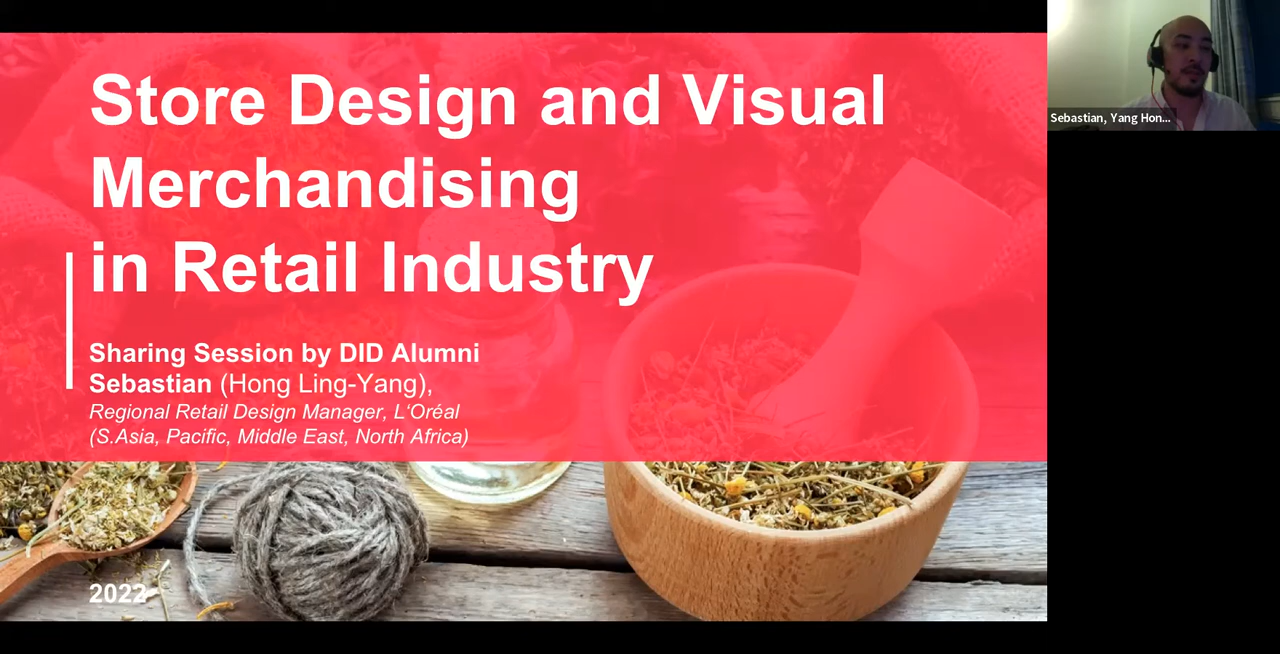 Store Design and Visual
Merchandising
in Retail Industry
Sharing Session by DID Alumni
Sebastian (Hong Ling-Yang),
Regional Retail Design Manager, L‘Oréal
(S.Asia, Pacific, Middle East, North Africa)
2022
Sebastian, Yang Hon...